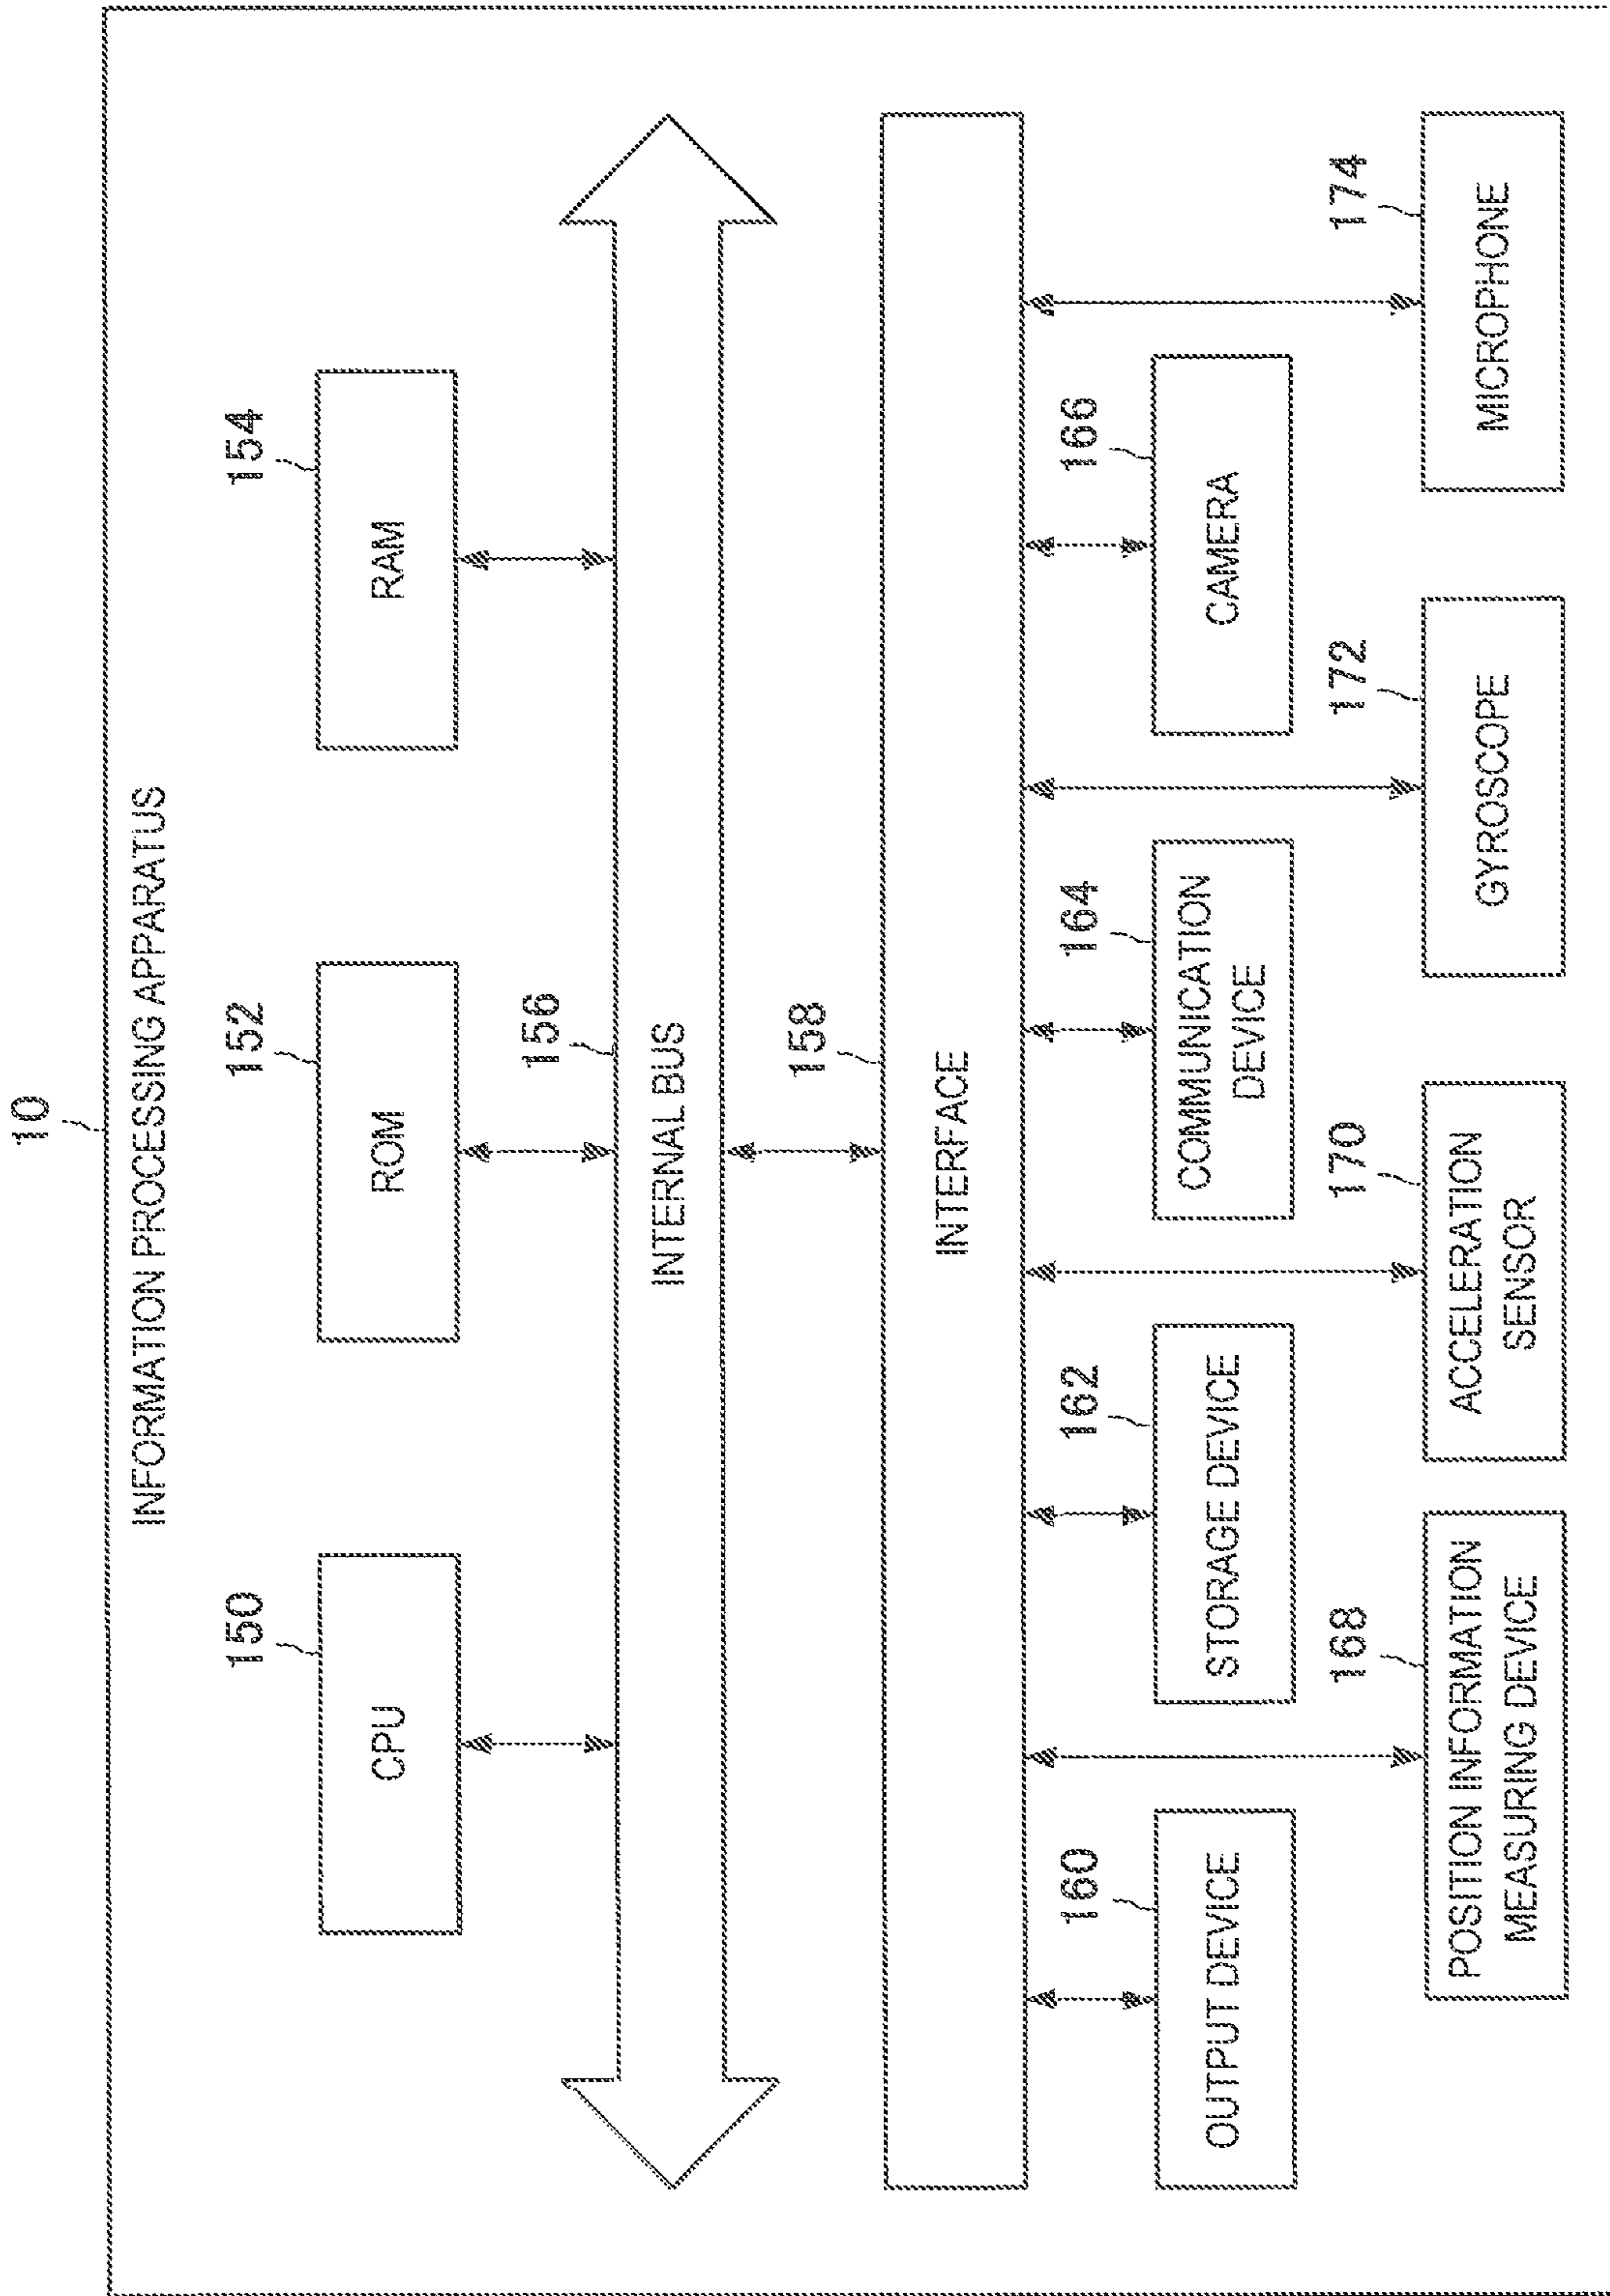 10
INFORMATION PROCESSING APPARATUS
150
152
154
CPU
ROM
RAM
156
INTERNAL BUS
158
INTERFACE
160
162
164
166
OUTPUT DEVICE
STORAGE DEVICE
COMMUNICATION
DEVICE
CAMERA
168
170
172
174
POSITION INFORMATION
MEASURING DEVICE
ACCELERATION
SENSOR
GYROSCOPE
MICROPHONE